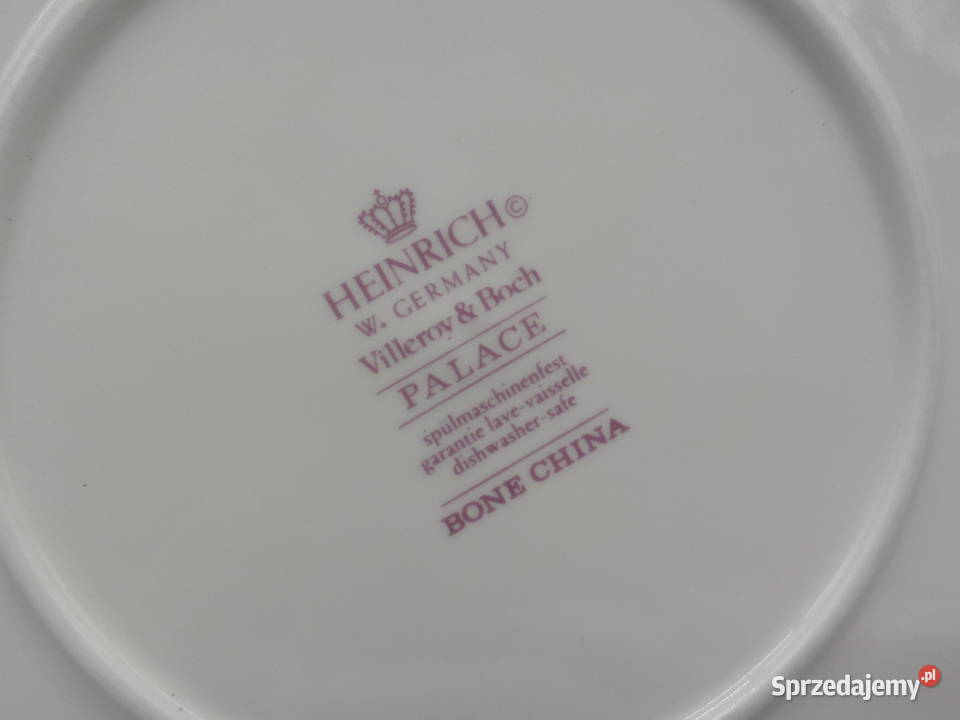 HEINRICH©
W. GERMANY
Villeroy & Boch
PALACE
spülmaschinenfest
garantie lave-vaisselle
dishwasher-safe
BONE CHINA
Sprzedajemy.pl